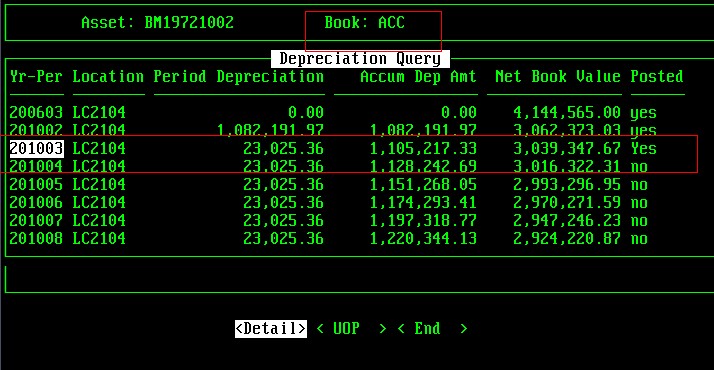 Asset: BM19721002 Book: ACC
Depreciation Query
Yr-Per Location Period Depreciation Accum Dep Amt Net Book Value Posted
200603 LC2104 0.00 0.00 4,144,565.00 yes
201002 LC2104 1,082,191.97 1,082,191.97 3,062,373.03 yes
201003 LC2104 23,025.36 1,105,217.33 3,039,347.67 Yes
201004 LC2104 23,025.36 1,128,242.69 3,016,322.31 no
201005 LC2104 23,025.36 1,151,268.05 2,993,296.95 no
201006 LC2104 23,025.36 1,174,293.41 2,970,271.59 no
201007 LC2104 23,025.36 1,197,318.77 2,947,246.23 no
201008 LC2104 23,025.36 1,220,344.13 2,924,220.87 no
<Detail> < UOP > < End >